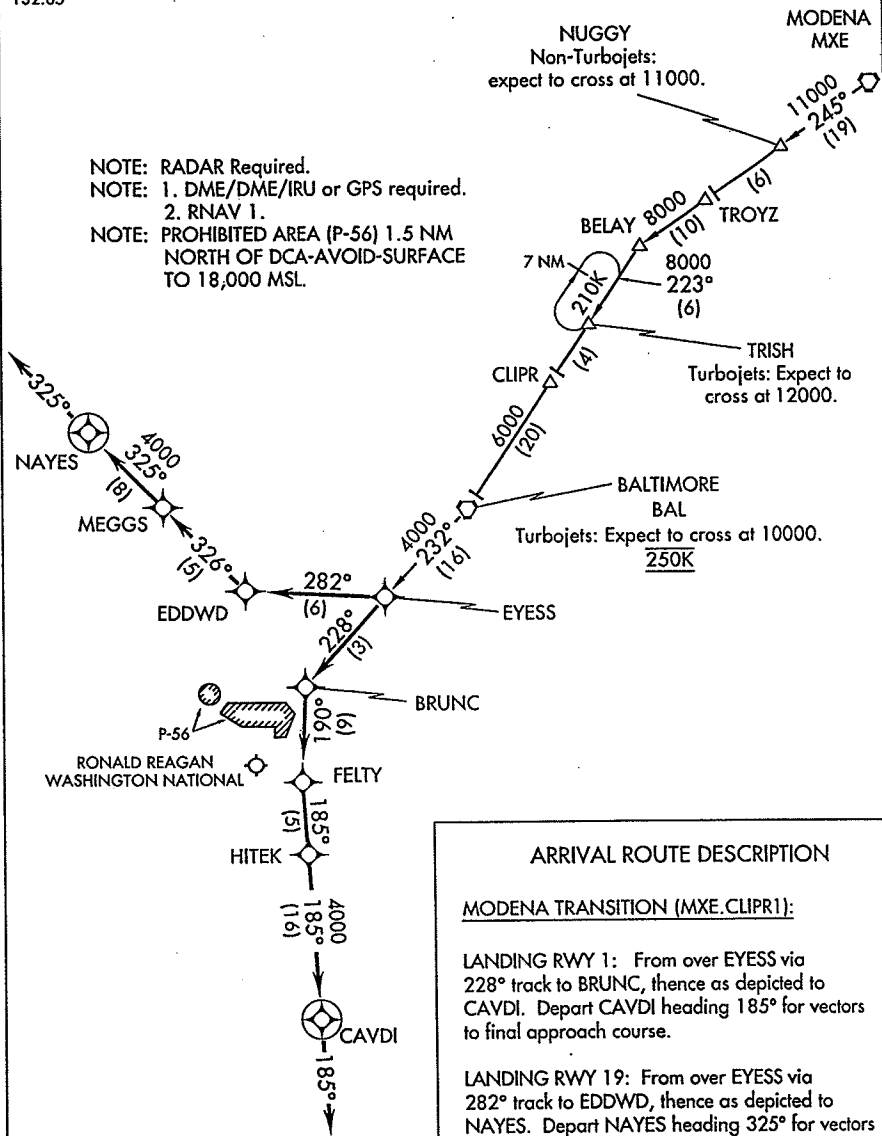 NUGGY
Non-Turbojets:
expect to cross at 11000.
MODENA
MXE
11000
245°
(19)
NOTE: RADAR Required.
NOTE: 1. DME/DME/IRU or GPS required.
2. RNAV 1.
NOTE: PROHIBITED AREA (P-56) 1.5 NM
NORTH OF DCA-AVOID-SURFACE
TO 18,000 MSL.
(6)
TROYZ
BELAY
8000
(10)
7 NM
210K
8000
223°
(6)
TRISH
Turbojets: Expect to
cross at 12000.
CLIPR
(4)
6000
(20)
325°
NAYES
4000
325°
(8)
MEGGS
326°
(5)
EDDWD
BALTIMORE
BAL
Turbojets: Expect to cross at 10000.
250K
4000
232°
(16)
282°
(6)
EYESS
228°
(3)
BRUNC
P-56
190°
(6)
RONALD REAGAN
WASHINGTON NATIONAL
FELTY
185°
(5)
HITEK
4000
185°
(16)
CAVDI
185°
ARRIVAL ROUTE DESCRIPTION
MODENA TRANSITION (MXE.CLIPR1):
LANDING RWY 1: From over EYESS via
228° track to BRUNC, thence as depicted to
CAVDI. Depart CAVDI heading 185° for vectors
to final approach course.
LANDING RWY 19: From over EYESS via
282° track to EDDWD, thence as depicted to
NAYES. Depart NAYES heading 325° for vectors